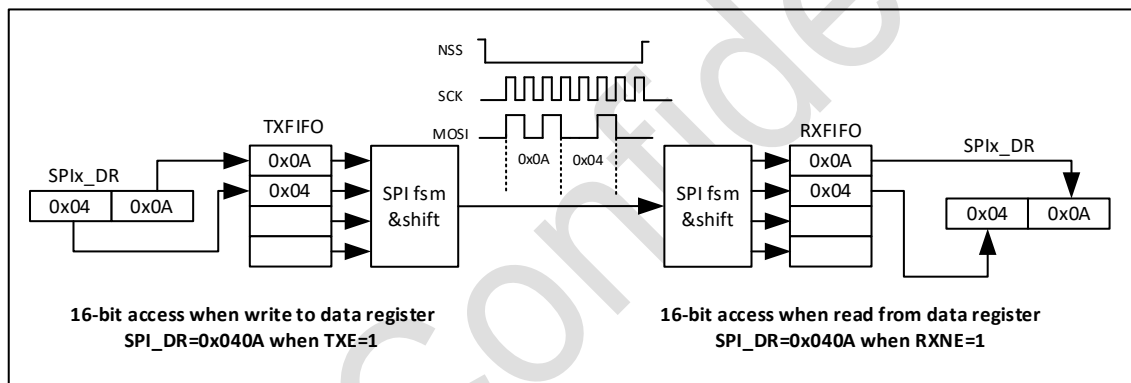 Confide
NSS
SCK
MOSI
0x0A 0x04
TXFIFO
0x0A
0x04
SPIx_DR
0x04 0x0A
SPI fsm
&shift
SPI fsm
&shift
RXFIFO
0x0A
0x04
SPIx_DR
0x04 0x0A
16-bit access when write to data register
SPI_DR=0x040A when TXE=1
16-bit access when read from data register
SPI_DR=0x040A when RXNE=1